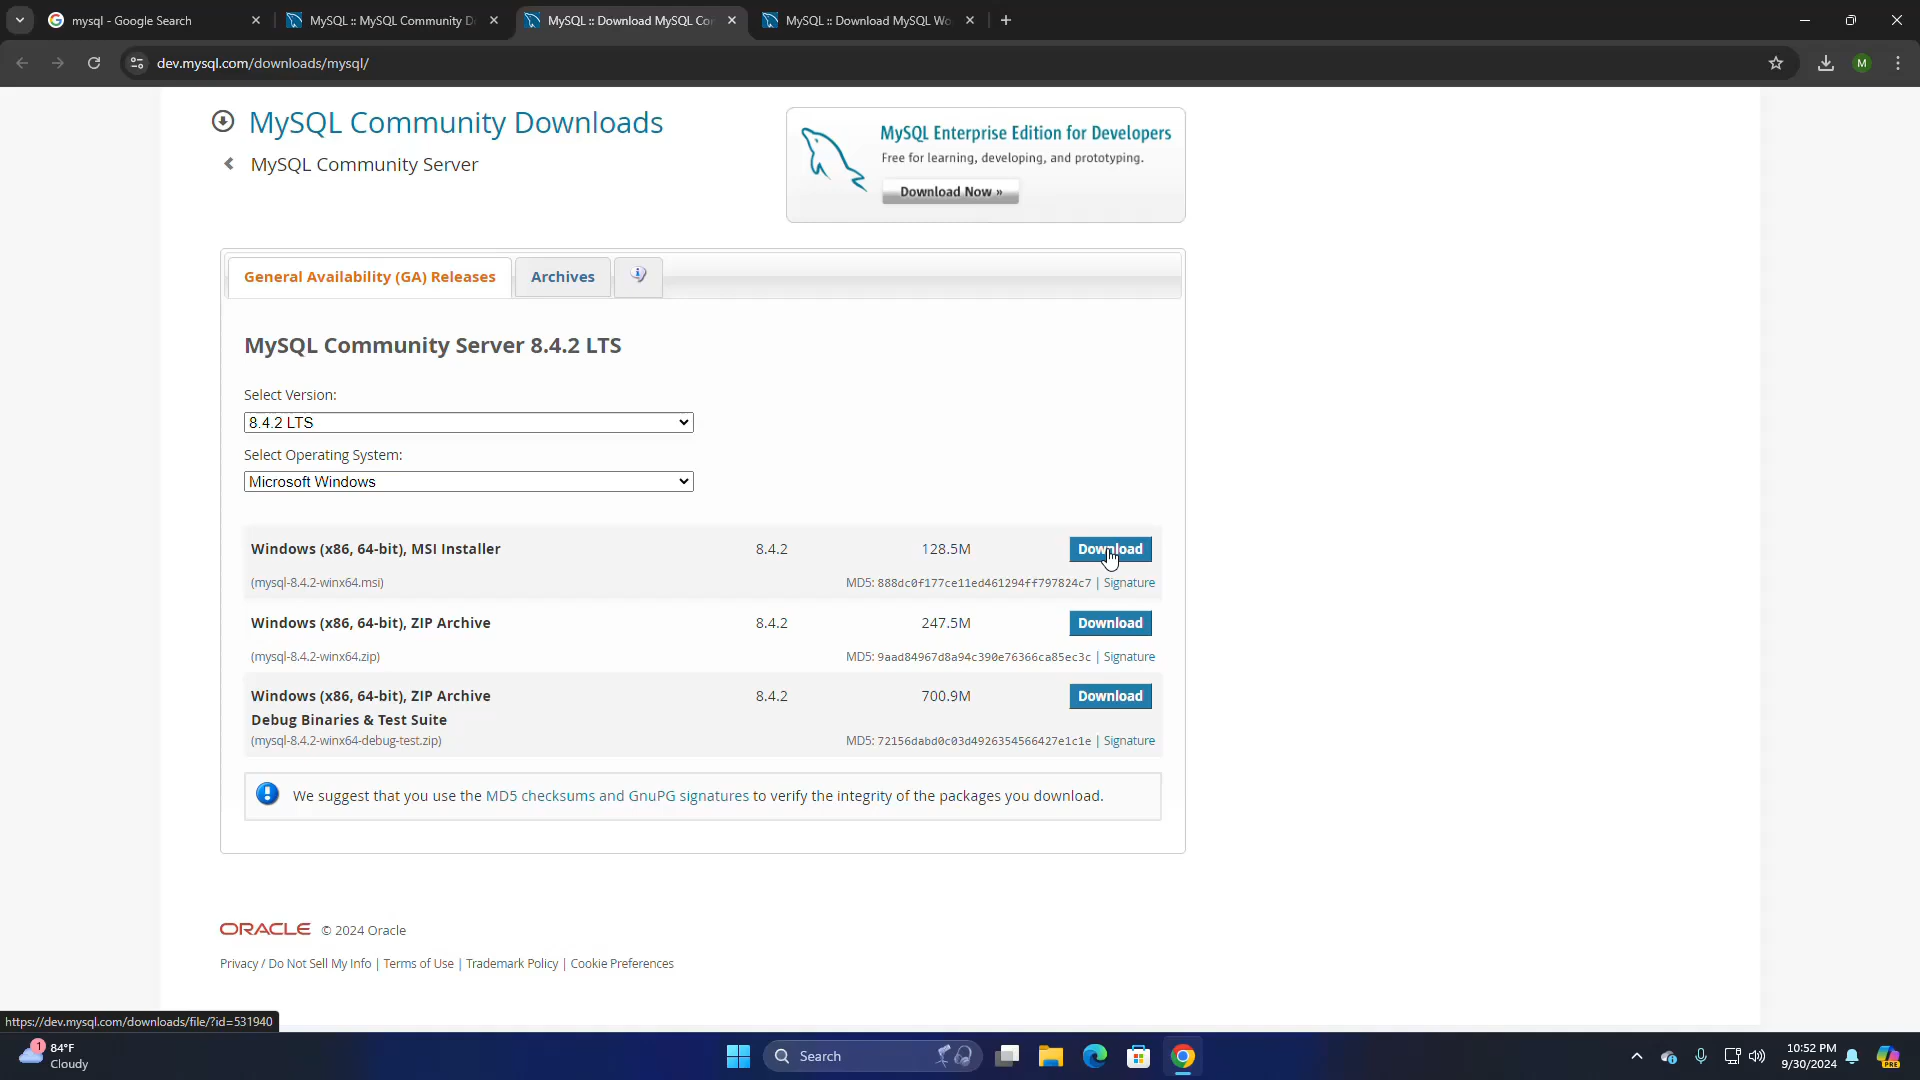 mysql - Google Search
MySQL :: MySQL Community D
MySQL :: Download MySQL Co
MySQL :: Download MySQL Wo
dev.mysql.com/downloads/mysql/
M
MySQL Community Downloads
MySQL Community Server
MySQL Enterprise Edition for Developers
Free for learning, developing, and prototyping.
Download Now »
General Availability (GA) Releases
Archives
MySQL Community Server 8.4.2 LTS
Select Version:
8.4.2 LTS
Select Operating System:
Microsoft Windows
Windows (x86, 64-bit), MSI Installer 8.4.2 128.5M Download
(mysql-8.4.2-winx64.msi) MD5: 888dc0f177ce11ed461294ff797824c7 | Signature
Windows (x86, 64-bit), ZIP Archive 8.4.2 247.5M Download
(mysql-8.4.2-winx64.zip) MD5: 9aad84967d8a94c390e76366ca85ec3c | Signature
Windows (x86, 64-bit), ZIP Archive 8.4.2 700.9M Download
Debug Binaries & Test Suite
(mysql-8.4.2-winx64-debug-test.zip) MD5: 72156dabd0c03d4926354566427e1c1e | Signature
We suggest that you use the MD5 checksums and GnuPG signatures to verify the integrity of the packages you download.
ORACLE © 2024 Oracle
Privacy / Do Not Sell My Info | Terms of Use | Trademark Policy | Cookie Preferences
https://dev.mysql.com/downloads/file/?id=531940
1
84°F
Cloudy
Search
10:52 PM
9/30/2024
PRE